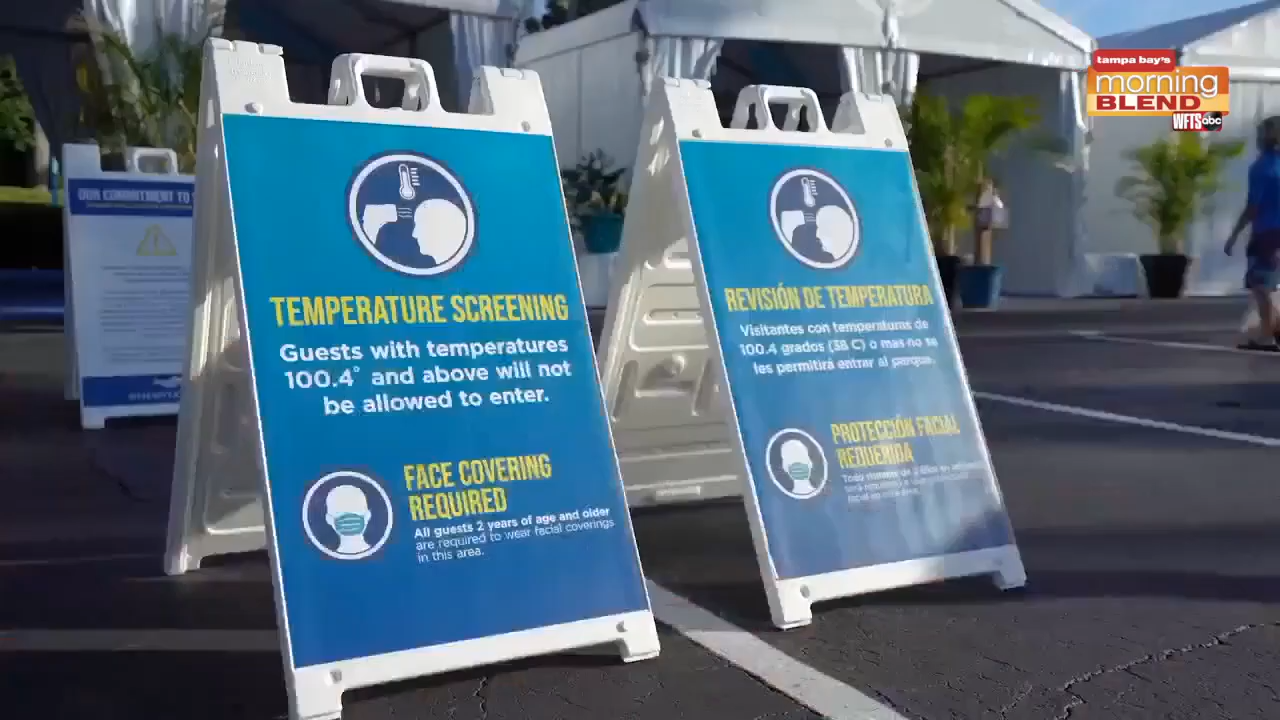 tampa bay's
morning
BLEND
WFTS abc
OUR COMMITMENT TO
TEMPERATURE SCREENING
Guests with temperatures
100.4° and above will not
be allowed to enter.
FACE COVERING
REQUIRED
All guests 2 years of age and older
are required to wear facial coverings
in this area.
REVISIÓN DE TEMPERATURA
Visitantes con temperaturas de
100.4 grados (38 C) o mas no se
les permitirá entrar al parque.
PROTECCIÓN FACIAL
REQUERIDA